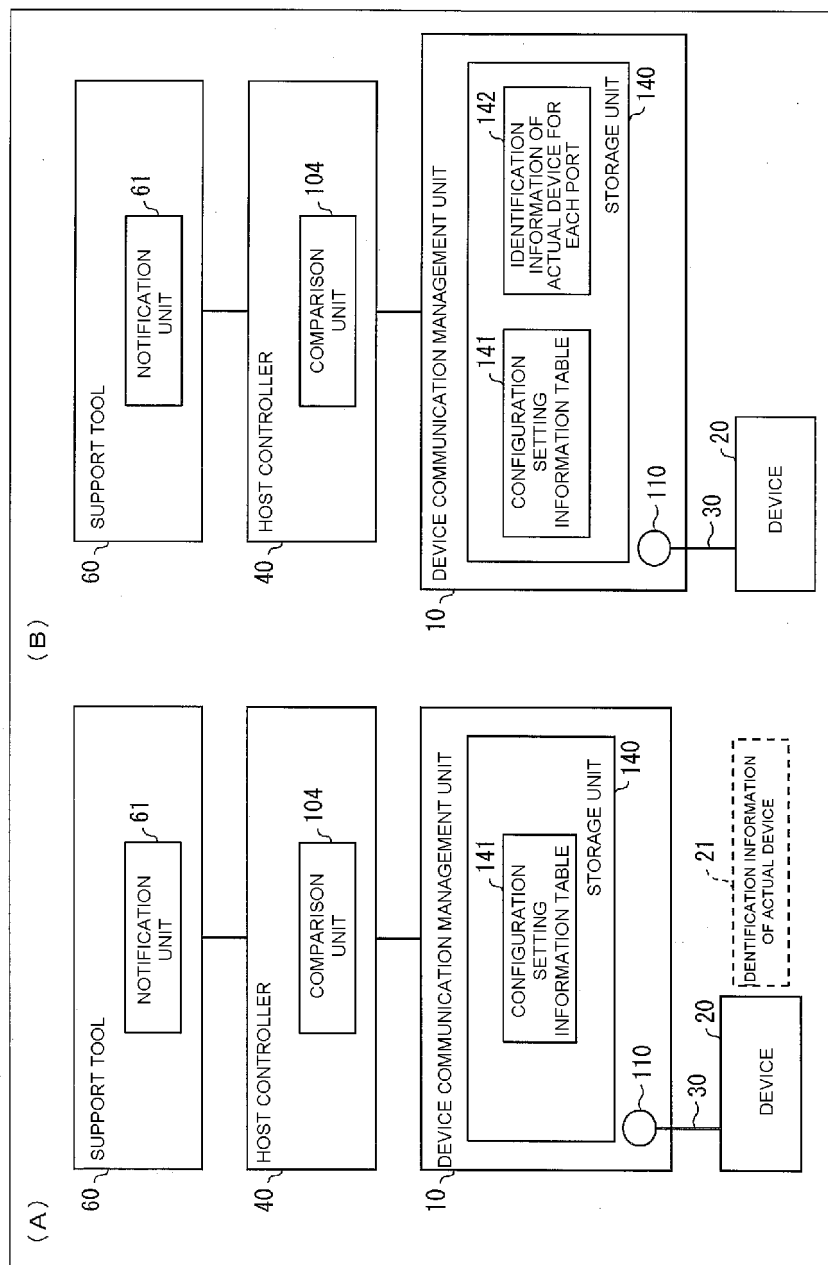 (A)
60
SUPPORT TOOL
61
NOTIFICATION
UNIT
40
HOST CONTROLLER
104
COMPARISON
UNIT
10
DEVICE COMMUNICATION MANAGEMENT UNIT
141
CONFIGURATION
SETTING
INFORMATION TABLE
STORAGE UNIT
140
110
30
20
DEVICE
21
IDENTIFICATION INFORMATION
OF ACTUAL DEVICE
(B)
60
SUPPORT TOOL
61
NOTIFICATION
UNIT
40
HOST CONTROLLER
104
COMPARISON
UNIT
10
DEVICE COMMUNICATION MANAGEMENT UNIT
141
CONFIGURATION
SETTING
INFORMATION TABLE
142
IDENTIFICATION
INFORMATION OF
ACTUAL DEVICE FOR
EACH PORT
STORAGE UNIT
140
110
30
20
DEVICE